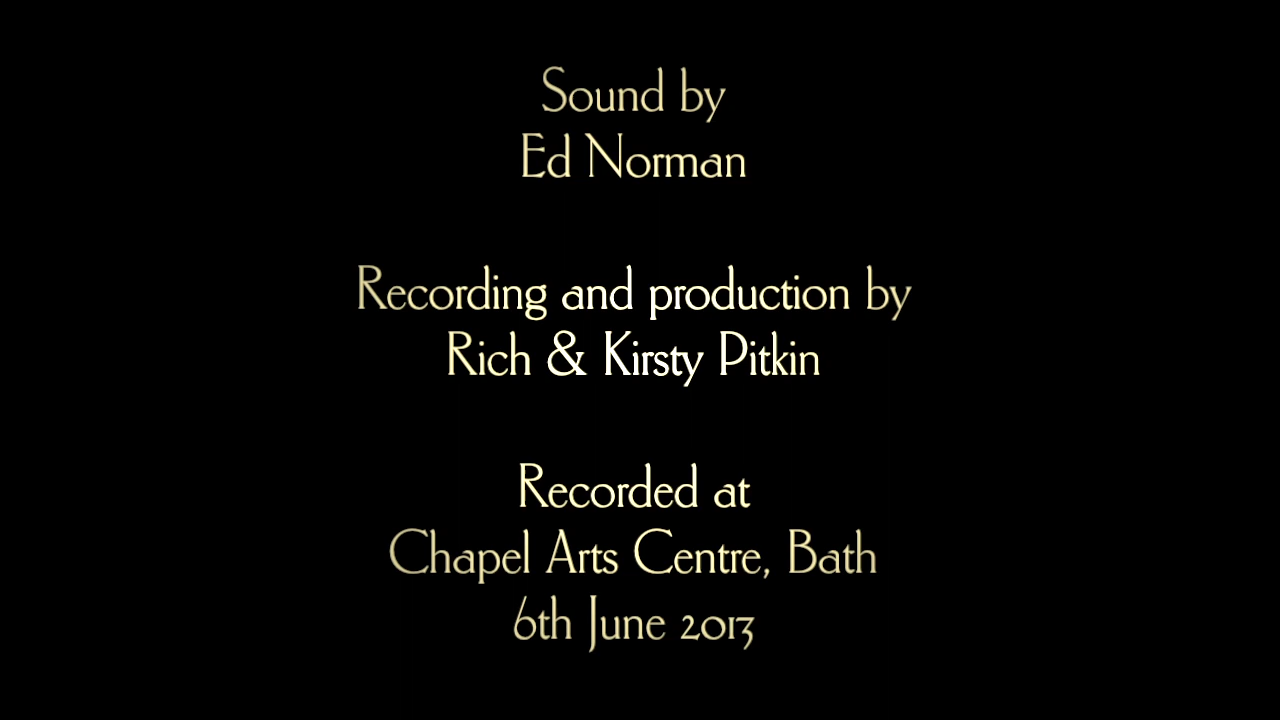 Sound by
Ed Norman
Recording and production by
Rich & Kirsty Pitkin
Recorded at
Chapel Arts Centre, Bath
6th June 2013